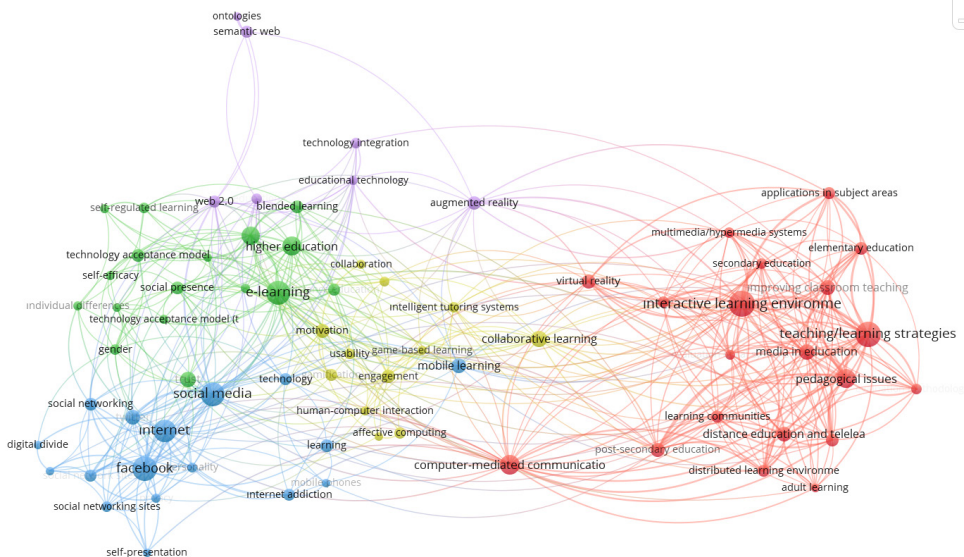 ontologies
semantic web
technology integration
educational technology
applications in subject areas
self-regulated learning
web 2.0
blended learning
augmented reality
multimedia/hypermedia systems
higher education
elementary education
technology acceptance model
collaboration
secondary education
self-efficacy
virtual reality
social presence
e-learning
improving classroom teaching
individual differences
intelligent tutoring systems
interactive learning environme
technology acceptance model (t
motivation
teaching/learning strategies
collaborative learning
gender
usability
game-based learning
media in education
mobile learning
technology
engagement
pedagogical issues
social media
social networking
human-computer interaction
learning communities
internet
affective computing
distance education and telelea
digital divide
learning
post-secondary education
facebook
computer-mediated communicatio
distributed learning environme
mobile phones
adult learning
internet addiction
social networking sites
self-presentation